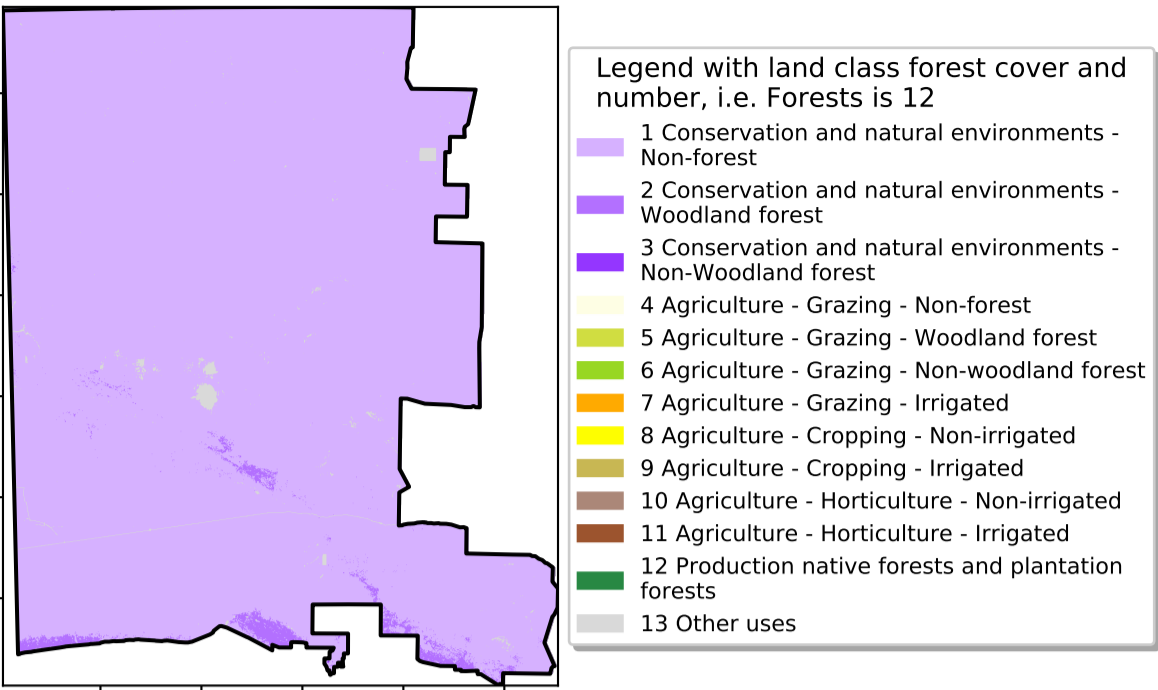 Legend with land class forest cover and
number, i.e. Forests is 12
1 Conservation and natural environments -
Non-forest
2 Conservation and natural environments -
Woodland forest
3 Conservation and natural environments -
Non-Woodland forest
4 Agriculture - Grazing - Non-forest
5 Agriculture - Grazing - Woodland forest
6 Agriculture - Grazing - Non-woodland forest
7 Agriculture - Grazing - Irrigated
8 Agriculture - Cropping - Non-irrigated
9 Agriculture - Cropping - Irrigated
10 Agriculture - Horticulture - Non-irrigated
11 Agriculture - Horticulture - Irrigated
12 Production native forests and plantation
forests
13 Other uses